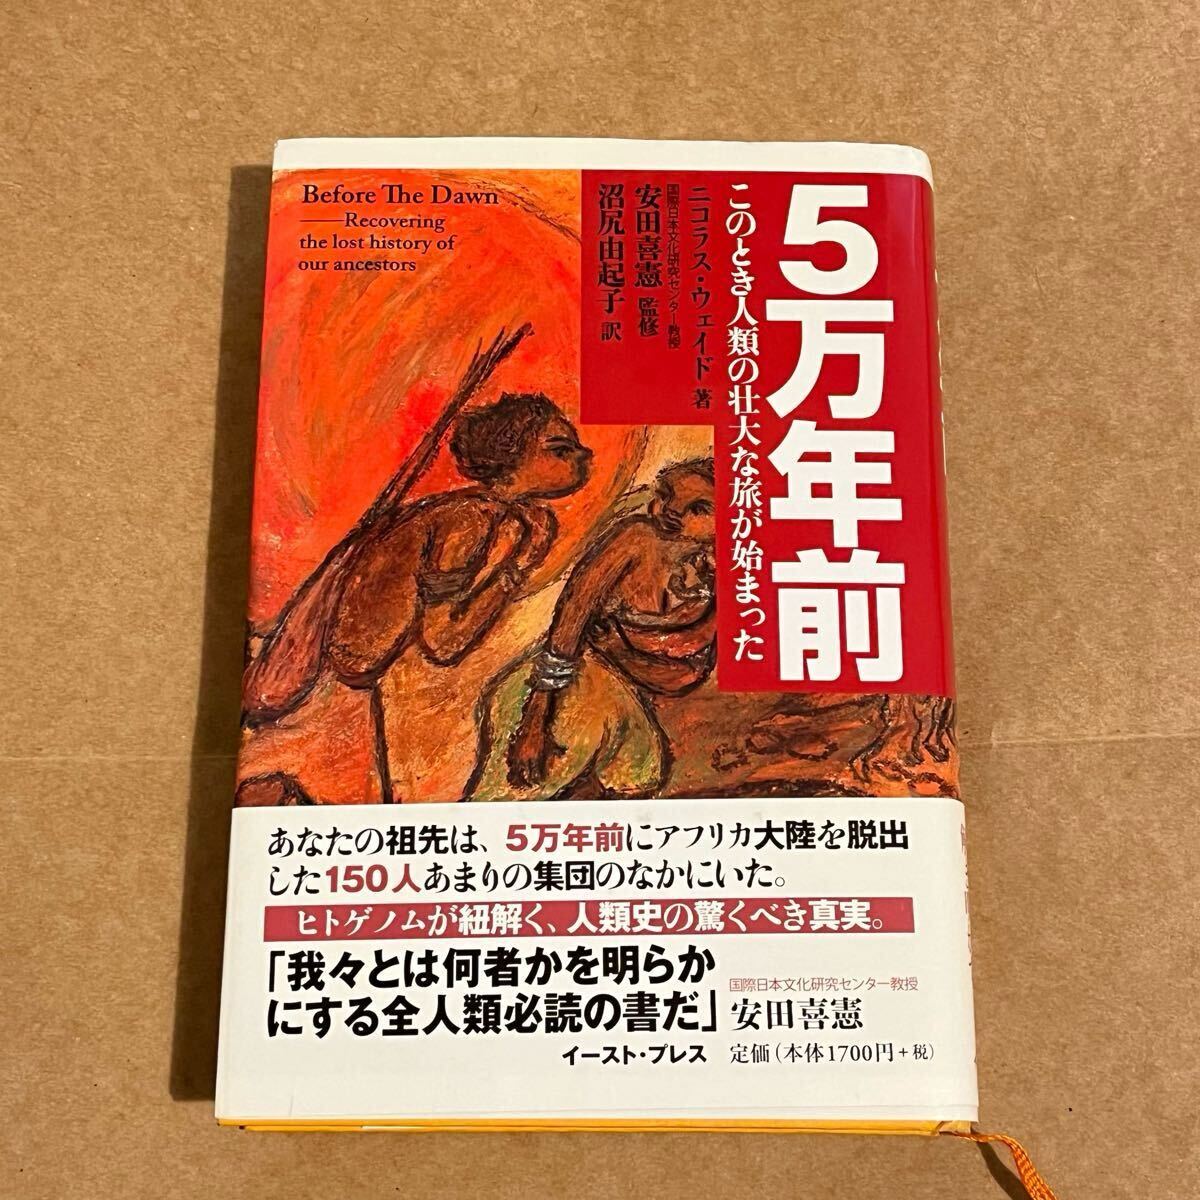 5万年前
このとき人類の壮大な旅が始まった
ニコラス・ウェイド 著
国際日本文化研究センター教授
安田喜憲 監修
沼尻由起子 訳
Before The Dawn
——Recovering
the lost history of
our ancestors
あなたの祖先は、5万年前にアフリカ大陸を脱出
した150人あまりの集団のなかにいた。
ヒトゲノムが紐解く、人類史の驚くべき真実。
「我々とは何者かを明らか
にする全人類必読の書だ」
国際日本文化研究センター教授
安田喜憲
イースト・プレス
定価(本体1700円+税)